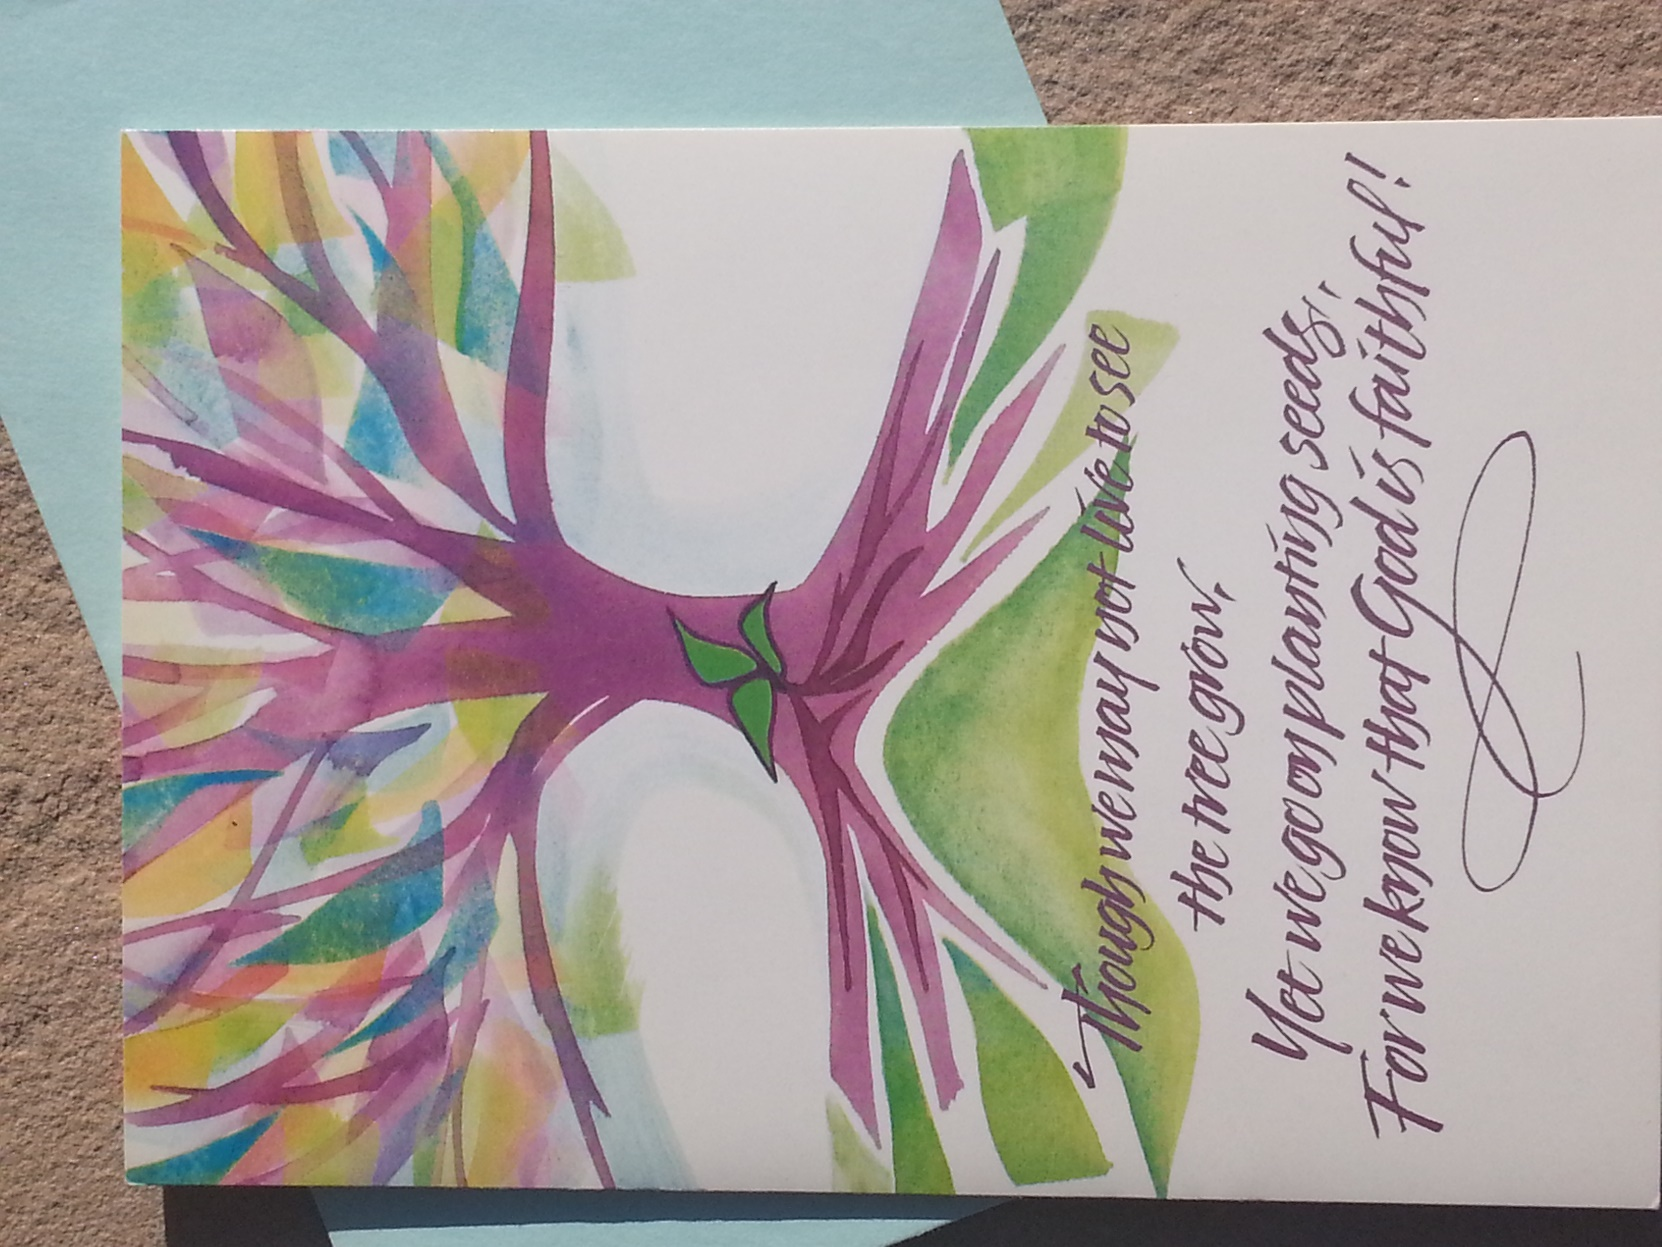 Though we may not live to see
the tree grow,
Yet we go on planting seeds,
For we know that God is faithful!